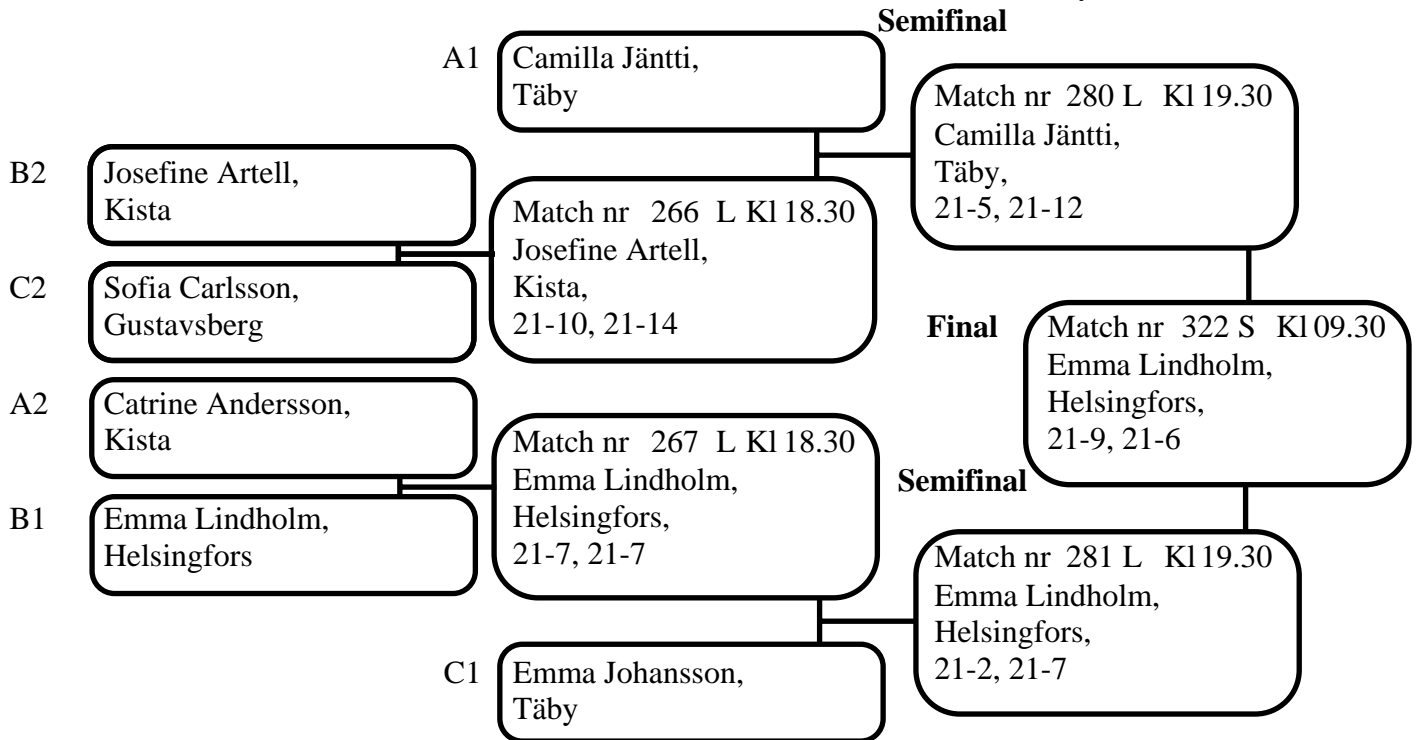 Semifinal
A1
Camilla Jäntti,
Täby
Match nr 280 L Kl 19.30
Camilla Jäntti,
Täby,
21-5, 21-12
B2
Josefine Artell,
Kista
Match nr 266 L Kl 18.30
Josefine Artell,
Kista,
21-10, 21-14
C2
Sofia Carlsson,
Gustavsberg
Final
Match nr 322 S Kl 09.30
Emma Lindholm,
Helsingfors,
21-9, 21-6
A2
Catrine Andersson,
Kista
Match nr 267 L Kl 18.30
Emma Lindholm,
Helsingfors,
21-7, 21-7
B1
Emma Lindholm,
Helsingfors
Semifinal
Match nr 281 L Kl 19.30
Emma Lindholm,
Helsingfors,
21-2, 21-7
C1
Emma Johansson,
Täby